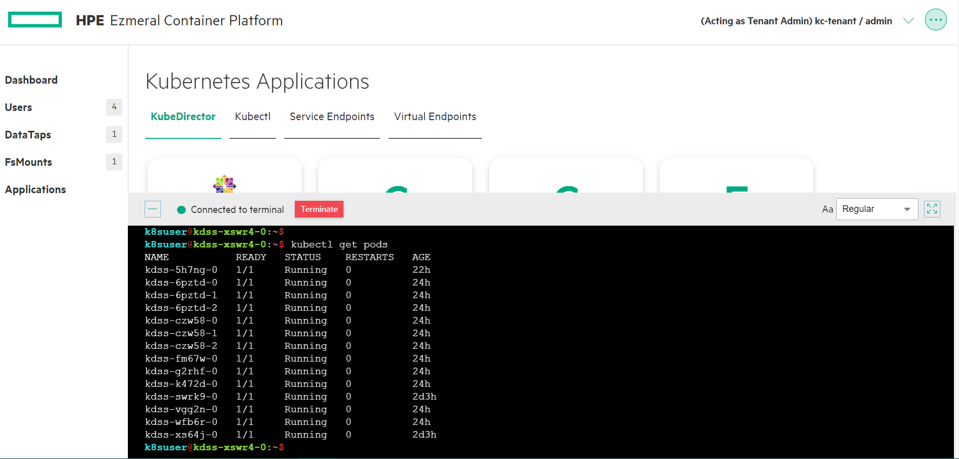 HPE Ezmeral Container Platform
(Acting as Tenant Admin) kc-tenant / admin
Dashboard
Users 4
DataTaps 1
FsMounts 1
Applications
Kubernetes Applications
KubeDirector Kubectl Service Endpoints Virtual Endpoints
Connected to terminal Terminate Aa Regular
k8suser@kdss-xswr4-0:~$
k8suser@kdss-xswr4-0:~$ kubectl get pods
NAME READY STATUS RESTARTS AGE
kdss-5h7ng-0 1/1 Running 0 22h
kdss-6pztd-0 1/1 Running 0 24h
kdss-6pztd-1 1/1 Running 0 24h
kdss-6pztd-2 1/1 Running 0 24h
kdss-czw58-0 1/1 Running 0 24h
kdss-czw58-1 1/1 Running 0 24h
kdss-czw58-2 1/1 Running 0 24h
kdss-fm67w-0 1/1 Running 0 24h
kdss-g2rhf-0 1/1 Running 0 24h
kdss-k472d-0 1/1 Running 0 24h
kdss-swrk9-0 1/1 Running 0 2d3h
kdss-vgg2n-0 1/1 Running 0 24h
kdss-wfb6r-0 1/1 Running 0 24h
kdss-xs64j-0 1/1 Running 0 2d3h
k8suser@kdss-xswr4-0:~$